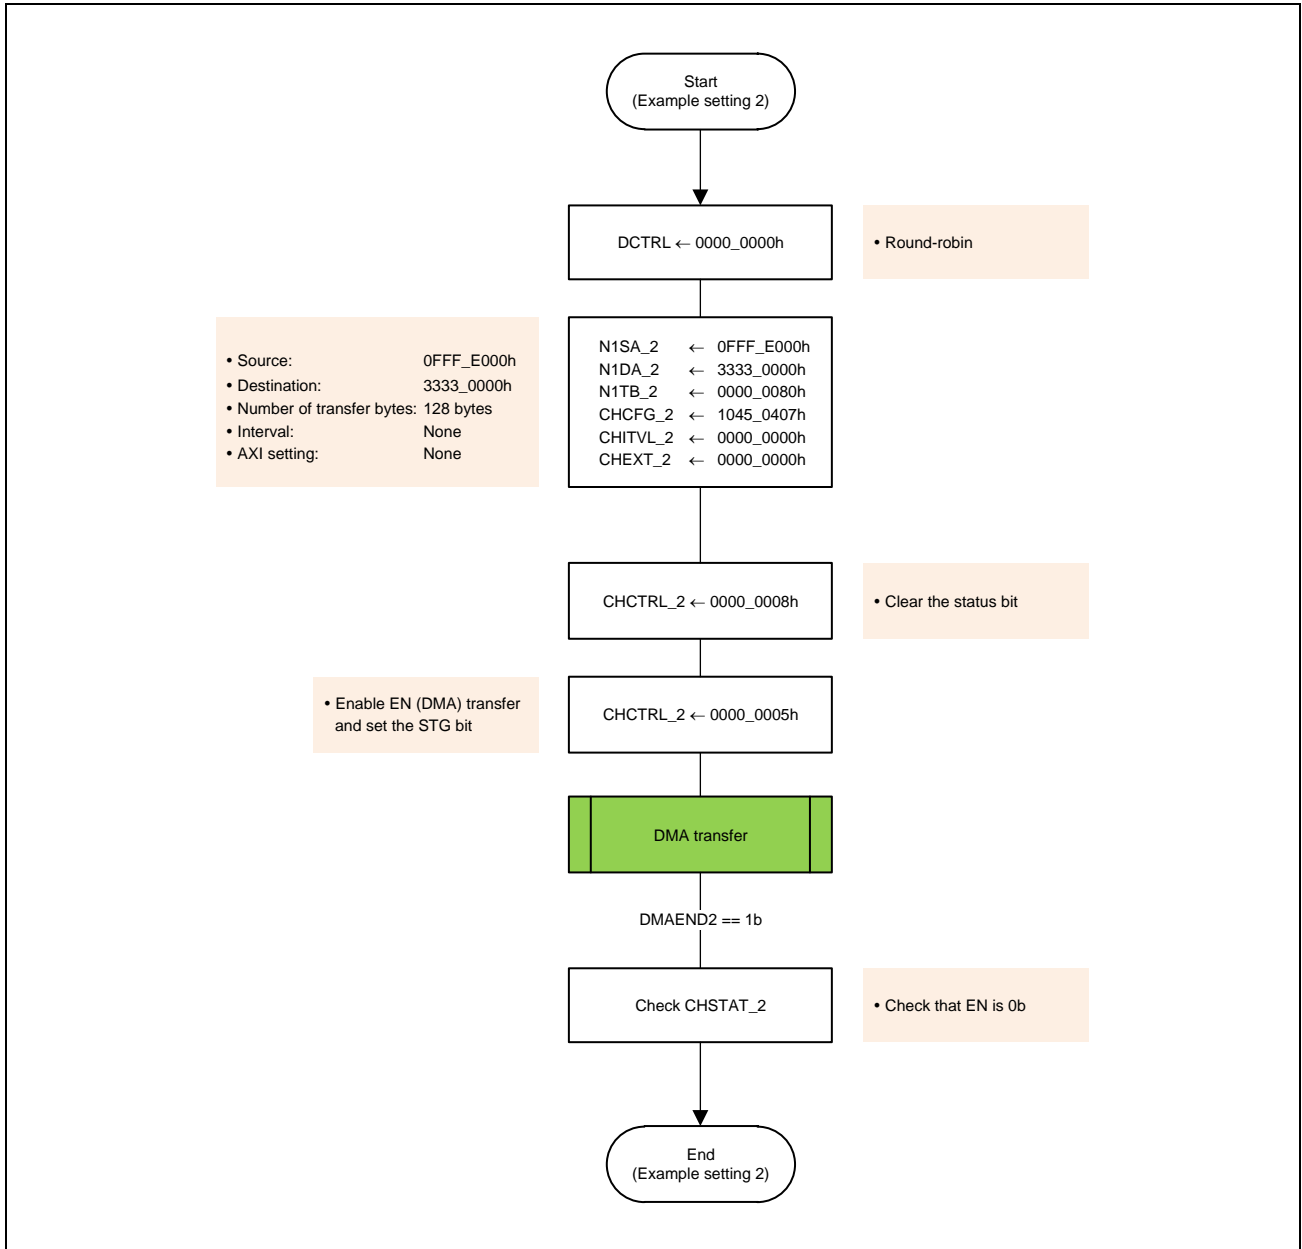 Start
(Example setting 2)
DCTRL ← 0000_0000h
• Round-robin
• Source: 0FFF_E000h
• Destination: 3333_0000h
• Number of transfer bytes: 128 bytes
• Interval: None
• AXI setting: None
N1SA_2 ← 0FFF_E000h
N1DA_2 ← 3333_0000h
N1TB_2 ← 0000_0080h
CHCFG_2 ← 1045_0407h
CHITVL_2 ← 0000_0000h
CHEXT_2 ← 0000_0000h
CHCTRL_2 ← 0000_0008h
• Clear the status bit
• Enable EN (DMA) transfer
and set the STG bit
CHCTRL_2 ← 0000_0005h
DMA transfer
DMAEND2 == 1b
Check CHSTAT_2
• Check that EN is 0b
End
(Example setting 2)